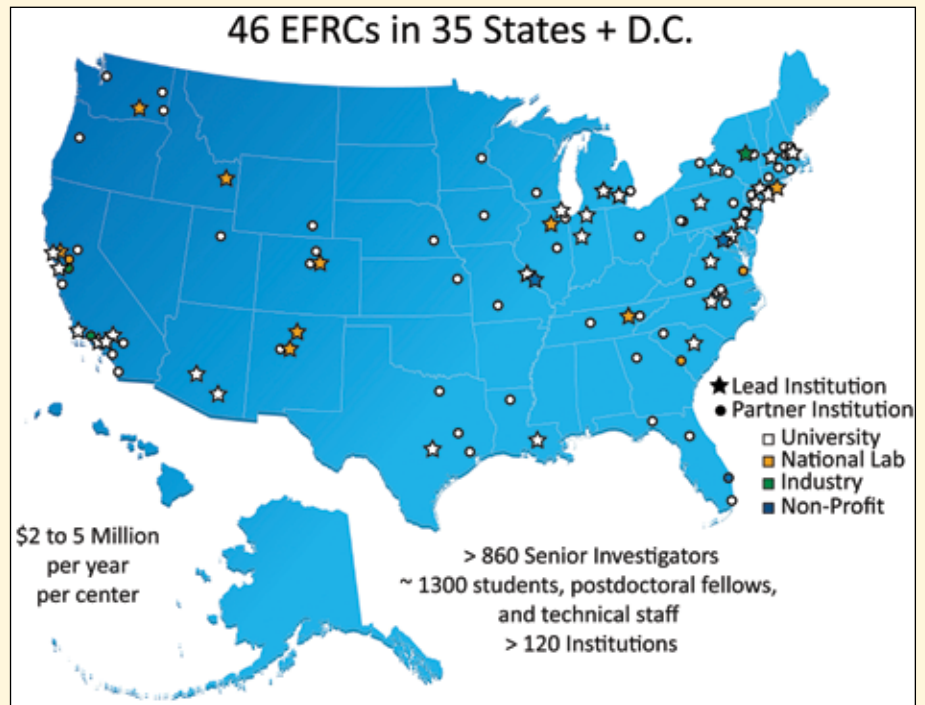 46 EFRCs in 35 States + D.C.
Lead Institution
Partner Institution
University
National Lab
Industry
Non-Profit
$2 to 5 Million
per year
per center
> 860 Senior Investigators
~ 1300 students, postdoctoral fellows,
and technical staff
> 120 Institutions